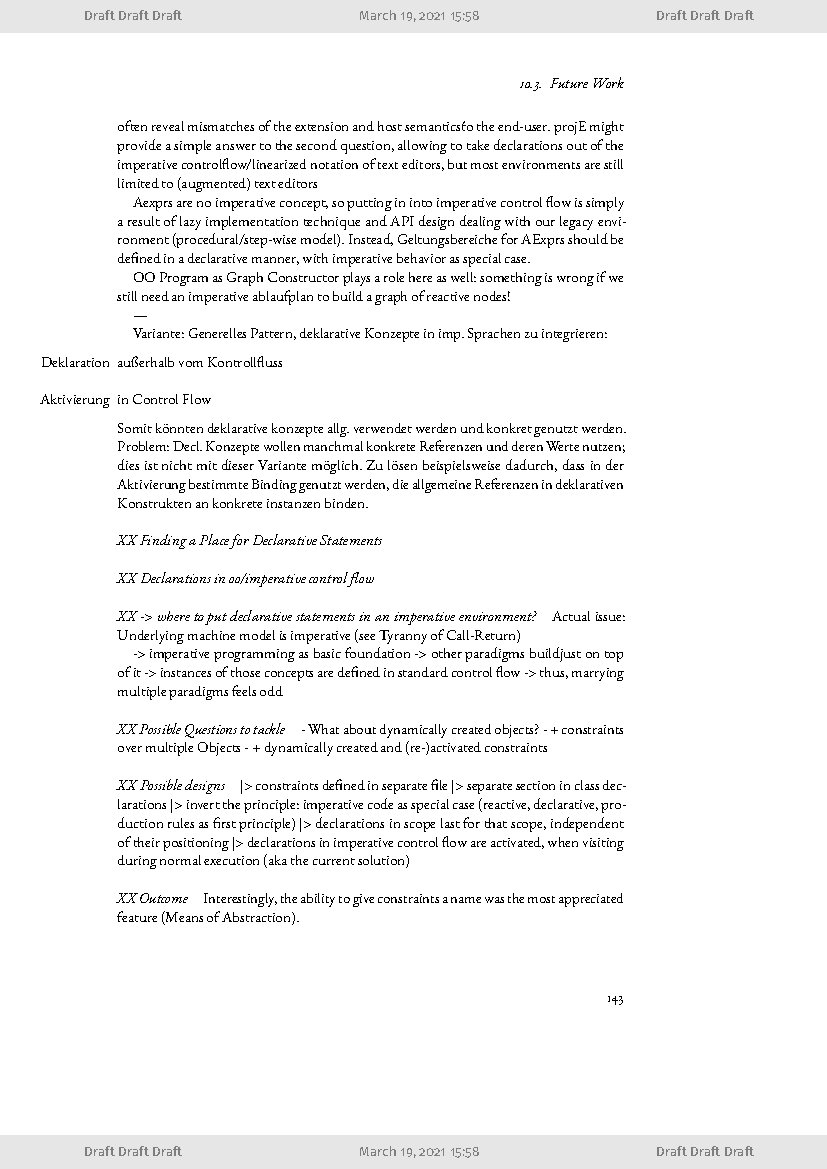 Draft Draft Draft March 19, 2021 15:58 Draft Draft Draft
10.3. Future Work
often reveal mismatches of the extension and host semantics to the end-user. projE might
provide a simple answer to the second question, allowing to take declarations out of the
imperative controlflow/linearized notation of text editors, but most environments are still
limited to (augmented) text editors
Aexprs are no imperative concept, so putting in into imperative control flow is simply
a result of lazy implementation technique and API design dealing with our legacy envi-
ronment (procedural/step-wise model). Instead, Geltungsbereiche for AExprs should be
defined in a declarative manner, with imperative behavior as special case.
OO Program as Graph Constructor plays a role here as well: something is wrong if we
still need an imperative ablaufplan to build a graph of reactive nodes!
—
Variante: Generelles Pattern, deklarative Konzepte in imp. Sprachen zu integrieren:
Deklaration außerhalb vom Kontrollfluss
Aktivierung in Control Flow
Somit könnten deklarative konzepte allg. verwendet werden und konkret genutzt werden.
Problem: Decl. Konzepte wollen manchmal konkrete Referenzen und deren Werte nutzen;
dies ist nicht mit dieser Variante möglich. Zu lösen beispielsweise dadurch, dass in der
Aktivierung bestimmte Binding genutzt werden, die allgemeine Referenzen in deklarativen
Konstrukten an konkrete instanzen binden.
XX Finding a Place for Declarative Statements
XX Declarations in oo/imperative control flow
XX -> where to put declarative statements in an imperative environment? Actual issue:
Underlying machine model is imperative (see Tyranny of Call-Return)
-> imperative programming as basic foundation -> other paradigms build just on top
of it -> instances of those concepts are defined in standard control flow -> thus, marrying
multiple paradigms feels odd
XX Possible Questions to tackle - What about dynamically created objects? - + constraints
over multiple Objects - + dynamically created and (re-)activated constraints
XX Possible designs |> constraints defined in separate file |> separate section in class dec-
larations |> invert the principle: imperative code as special case (reactive, declarative, pro-
duction rules as first principle) |> declarations in scope last for that scope, independent
of their positioning |> declarations in imperative control flow are activated, when visiting
during normal execution (aka the current solution)
XX Outcome Interestingly, the ability to give constraints a name was the most appreciated
feature (Means of Abstraction).
143
Draft Draft Draft March 19, 2021 15:58 Draft Draft Draft